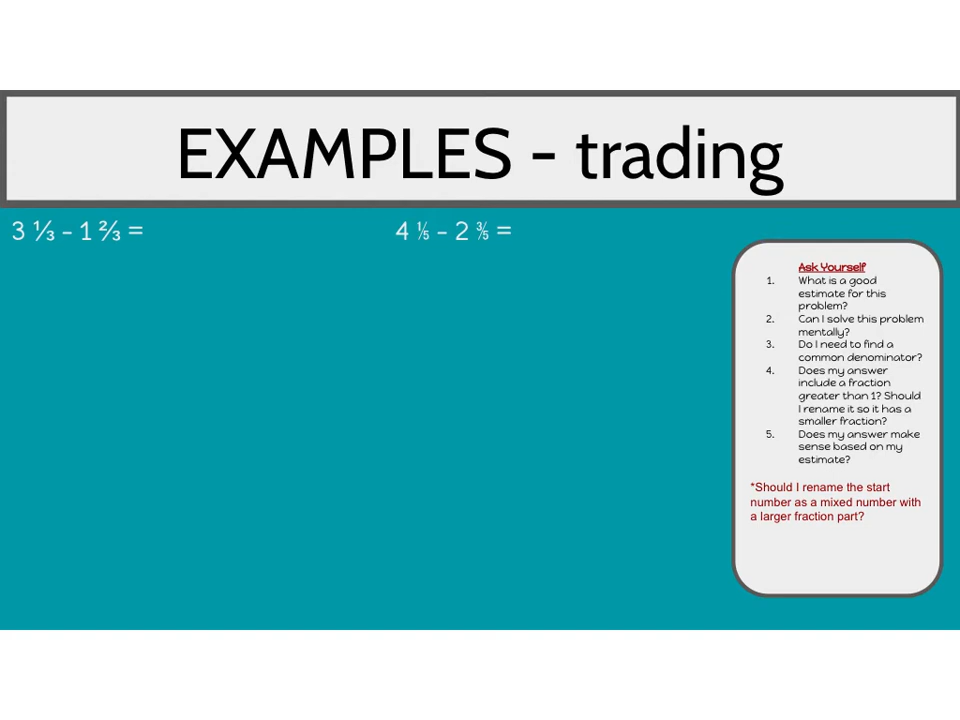 EXAMPLES - trading
3 ⅓ - 1 ⅔ =
4 ⅕ - 2 ⅗ =
Ask Yourself
1. What is a good
estimate for this
problem?
2. Can I solve this problem
mentally?
3. Do I need to find a
common denominator?
4. Does my answer
include a fraction
greater than 1? Should
I rename it so it has a
smaller fraction?
5. Does my answer make
sense based on my
estimate?
*Should I rename the start
number as a mixed number with
a larger fraction part?